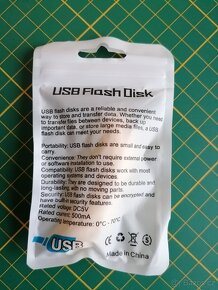 USB Flash Disk
USB flash disks are a reliable and convenient
way to store and transfer data. Whether you need
to transfer files between devices, back up
important data, or store large media files, a USB
flash disk can meet your needs.
Portability: USB flash disks are small and easy to
carry.
Convenience: They don't require external power
or software installation to use.
Compatibility: USB flash disks work with most
operating systems and devices.
Durability: They are designed to be durable and
long-lasting, with no moving parts.
Security: USB flash disks can be encrypted and
Rated voltage: DC5V
Rated current: 500mA
Operating temperature: 0°C - 70°C
USB
CE
Made in China